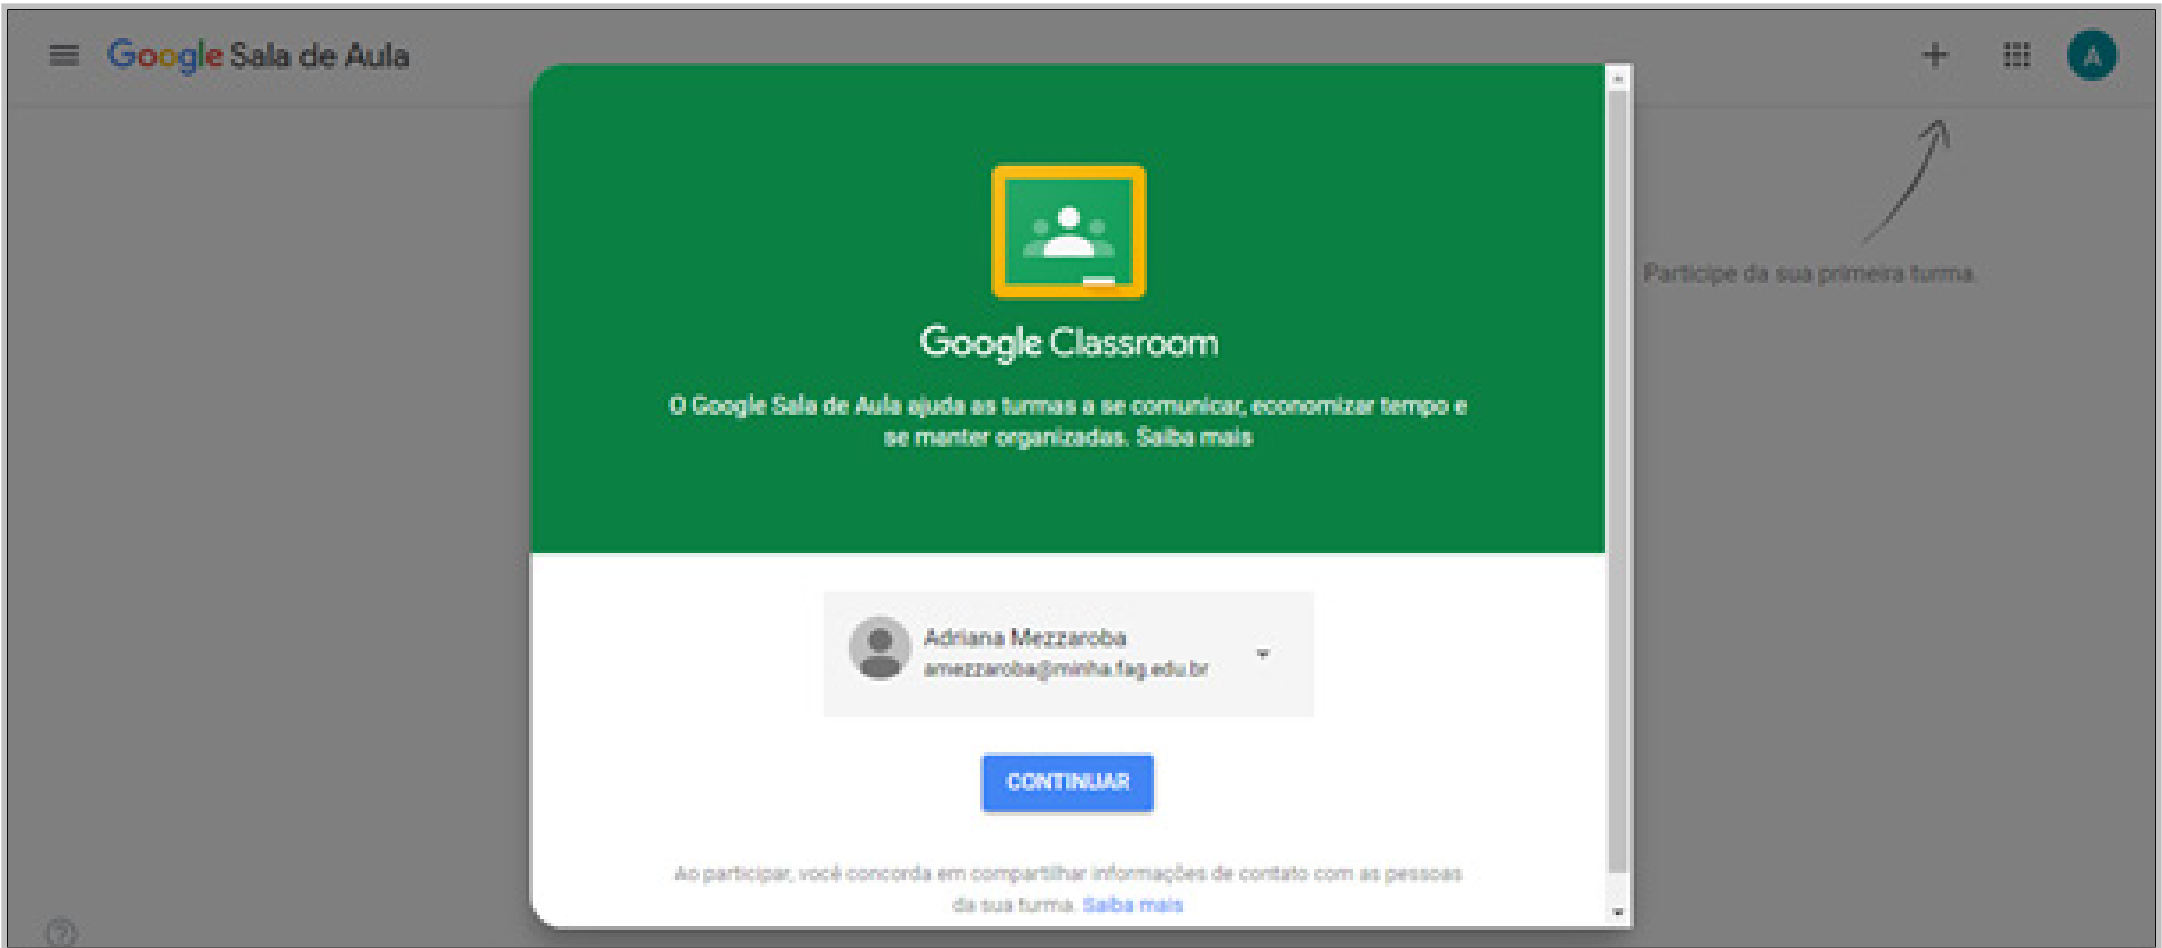 Google Sala de Aula
A
Participe da sua primeira turma.
Google Classroom
O Google Sala de Aula ajuda as turmas a se comunicar, economizar tempo e
se manter organizadas. Saiba mais
Adriana Mezzaroba
amezzaroba@minha.fag.edu.br
CONTINUAR
Ao participar, você concorda em compartilhar informações de contato com as pessoas
da sua turma. Saiba mais